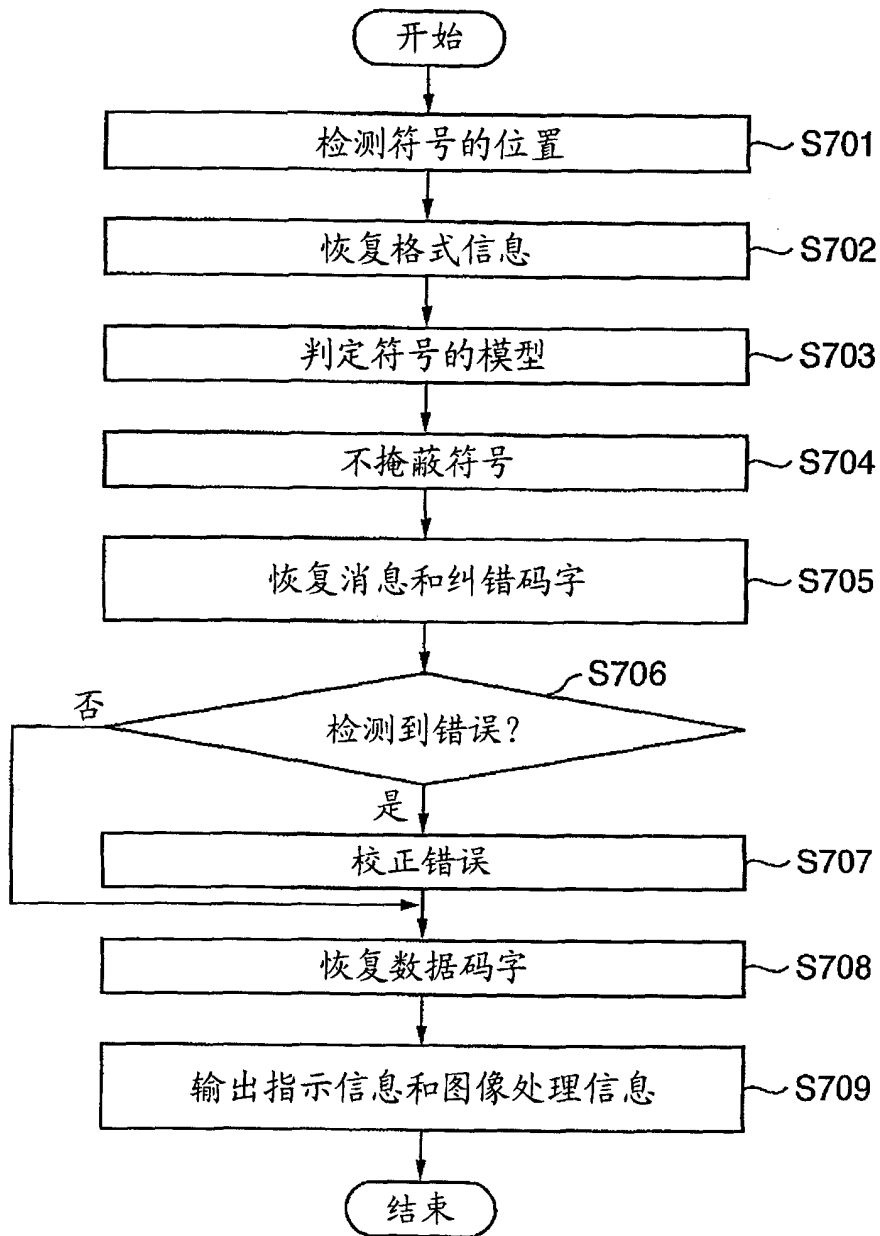 开始
检测符号的位置
S701
恢复格式信息
S702
判定符号的模型
S703
不掩蔽符号
S704
恢复消息和纠错码字
S705
S706
否
检测到错误?
是
校正错误
S707
恢复数据码字
S708
输出指示信息和图像处理信息
S709
结束